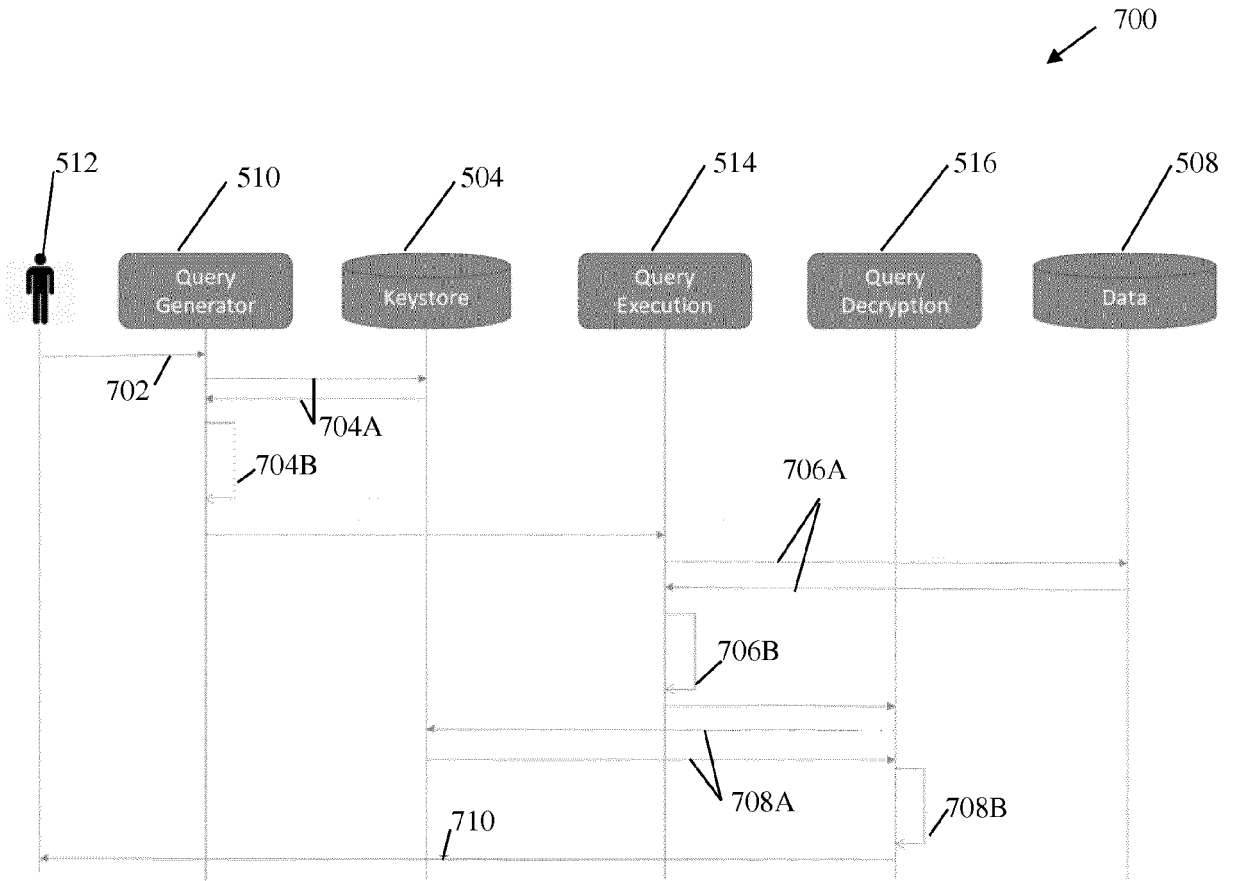 700
512
510
504
514
516
508
Query
Generator
Keystore
Query
Execution
Query
Decryption
Data
702
704A
704B
706A
706B
708A
708B
710